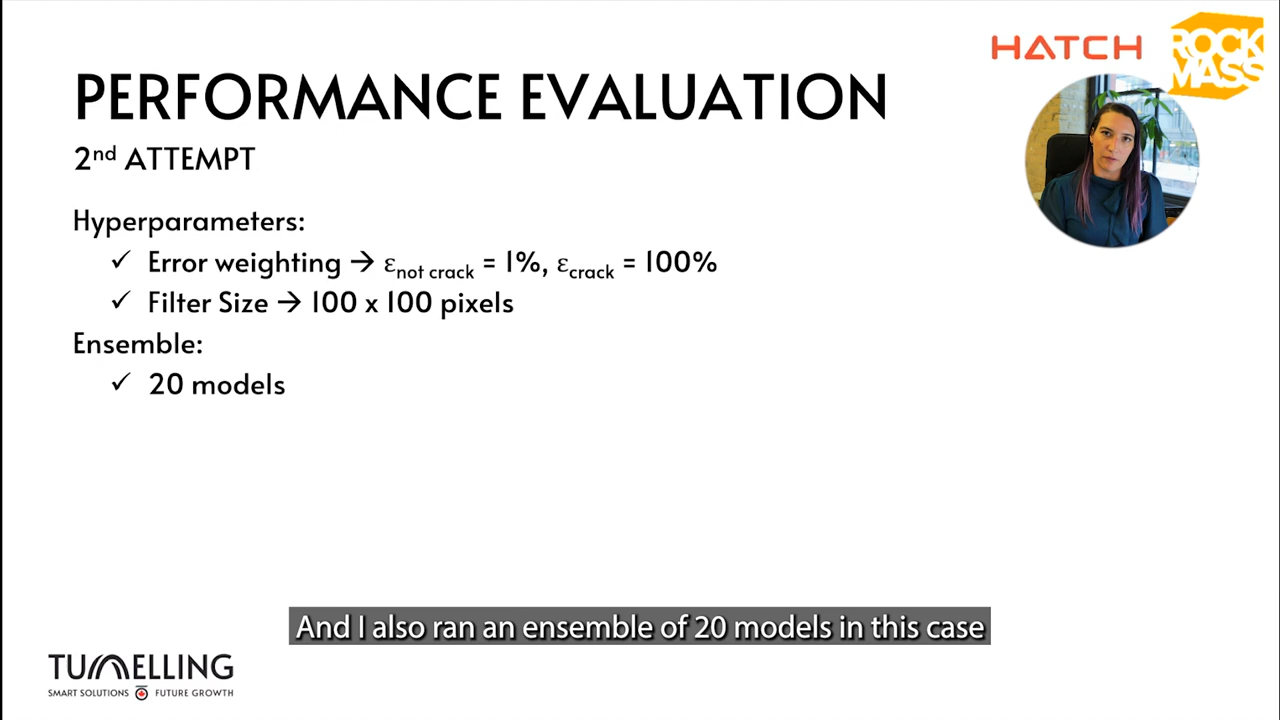 HATCH
ROCK
MASS
PERFORMANCE EVALUATION
2nd ATTEMPT
Hyperparameters:
✓ Error weighting → εnot crack = 1%, εcrack = 100%
✓ Filter Size → 100 x 100 pixels
Ensemble:
✓ 20 models
And I also ran an ensemble of 20 models in this case
TUNNELLING
SMART SOLUTIONS FUTURE GROWTH